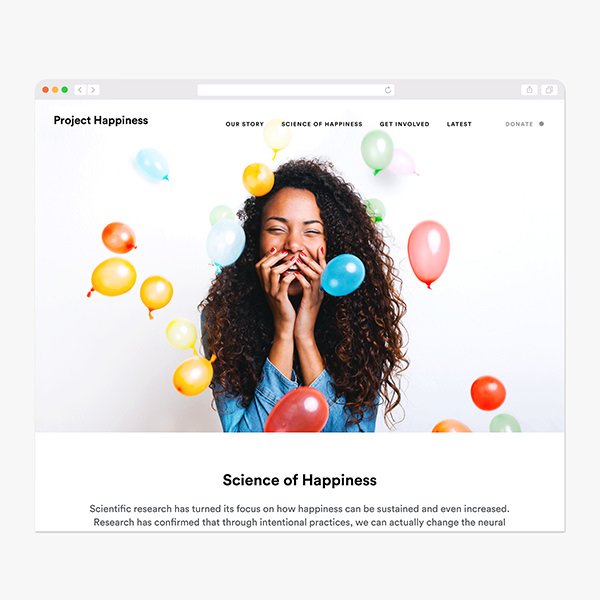 Project Happiness
OUR STORY SCIENCE OF HAPPINESS GET INVOLVED LATEST DONATE
Science of Happiness
Scientific research has turned its focus on how happiness can be sustained and even increased.
Research has confirmed that through intentional practices, we can actually change the neural